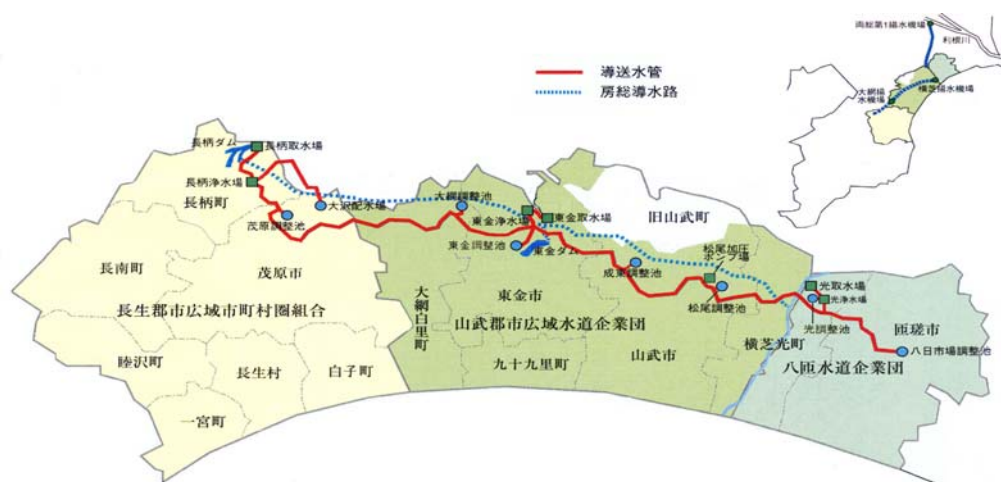 両総第1揚水機場
利根川
横芝揚水機場
大網揚
水機場
導送水管
房総導水路
長柄ダム
長柄取水場
長柄浄水場
長柄町
大沢配水場
茂原調整池
大網調整池
東金浄水場
東金取水場
東金調整池
東金ダム
旧山武町
松尾加圧
ポンプ場
成東調整池
松尾調整池
光取水場
光浄水場
光調整池
八日市場調整池
匝瑳市
長南町
茂原市
長生郡市広域市町村圏組合
睦沢町
長生村
白子町
一宮町
大網白里町
東金市
山武郡市広域水道企業団
九十九里町
山武市
横芝光町
八匝水道企業団